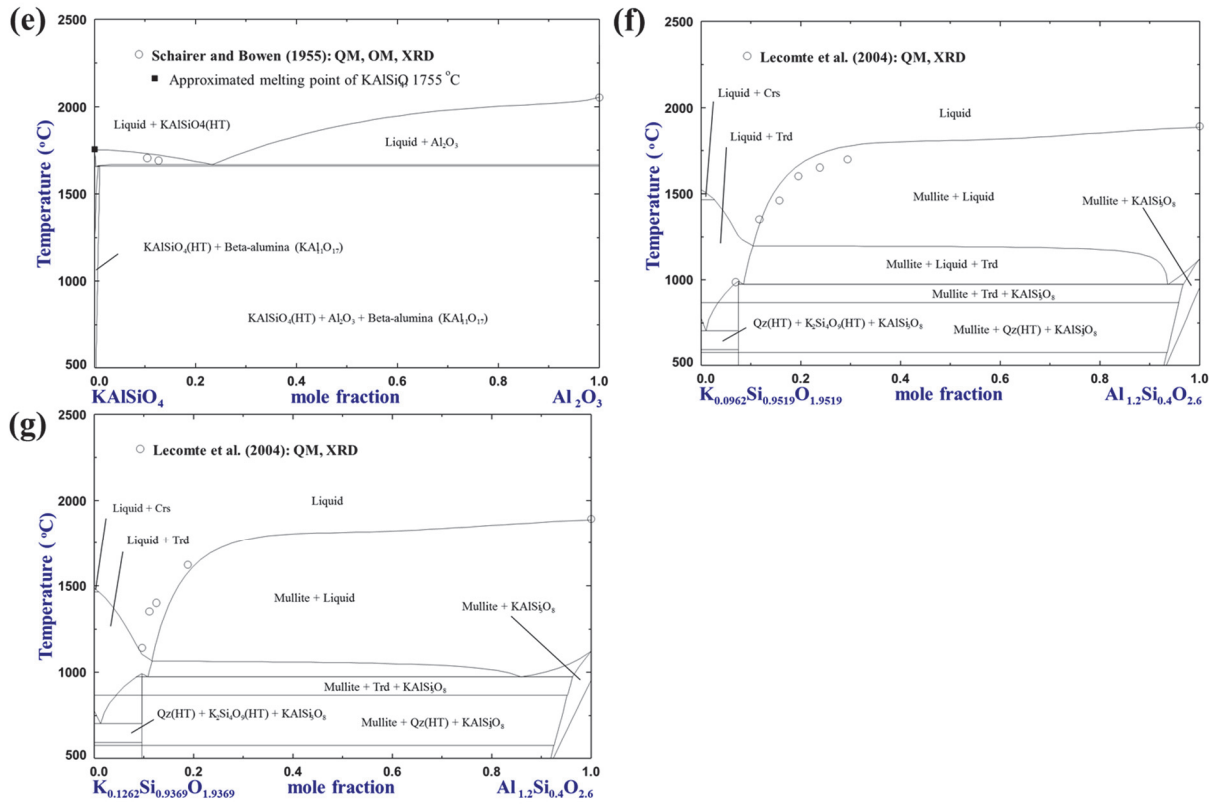 (e)
2500
2000
1500
1000
500
Temperature (°C)
Schairer and Bowen (1955): QM, OM, XRD
Approximated melting point of KAlSiO₄ 1755 °C
Liquid + KAlSiO4(HT)
Liquid + Al₂O₃
KAlSiO₄(HT) + Beta-alumina (KAl₁₁O₁₇)
KAlSiO₄(HT) + Al₂O₃ + Beta-alumina (KAl₁₁O₁₇)
0.0 0.2 0.4 0.6 0.8 1.0
KAlSiO₄ mole fraction Al₂O₃
(f)
2500
2000
1500
1000
500
Temperature (°C)
Lecomte et al. (2004): QM, XRD
Liquid + Crs
Liquid
Liquid + Trd
Mullite + Liquid
Mullite + KAlSi₃O₈
Mullite + Liquid + Trd
Mullite + Trd + KAlSi₃O₈
Qz(HT) + K₂Si₄O₉(HT) + KAlSi₃O₈
Mullite + Qz(HT) + KAlSi₃O₈
0.0 0.2 0.4 0.6 0.8 1.0
K₀.₀₉₆₂Si₀.₉₅₁₉O₁.₉₅₁₉ mole fraction Al₁.₂Si₀.₄O₂.₆
(g)
2500
2000
1500
1000
500
Temperature (°C)
Lecomte et al. (2004): QM, XRD
Liquid
Liquid + Crs
Liquid + Trd
Mullite + Liquid
Mullite + KAlSi₃O₈
Mullite + Trd + KAlSi₃O₈
Qz(HT) + K₂Si₄O₉(HT) + KAlSi₃O₈
Mullite + Qz(HT) + KAlSi₃O₈
0.0 0.2 0.4 0.6 0.8 1.0
K₀.₁₂₆₂Si₀.₉₃₆₉O₁.₉₃₆₉ mole fraction Al₁.₂Si₀.₄O₂.₆